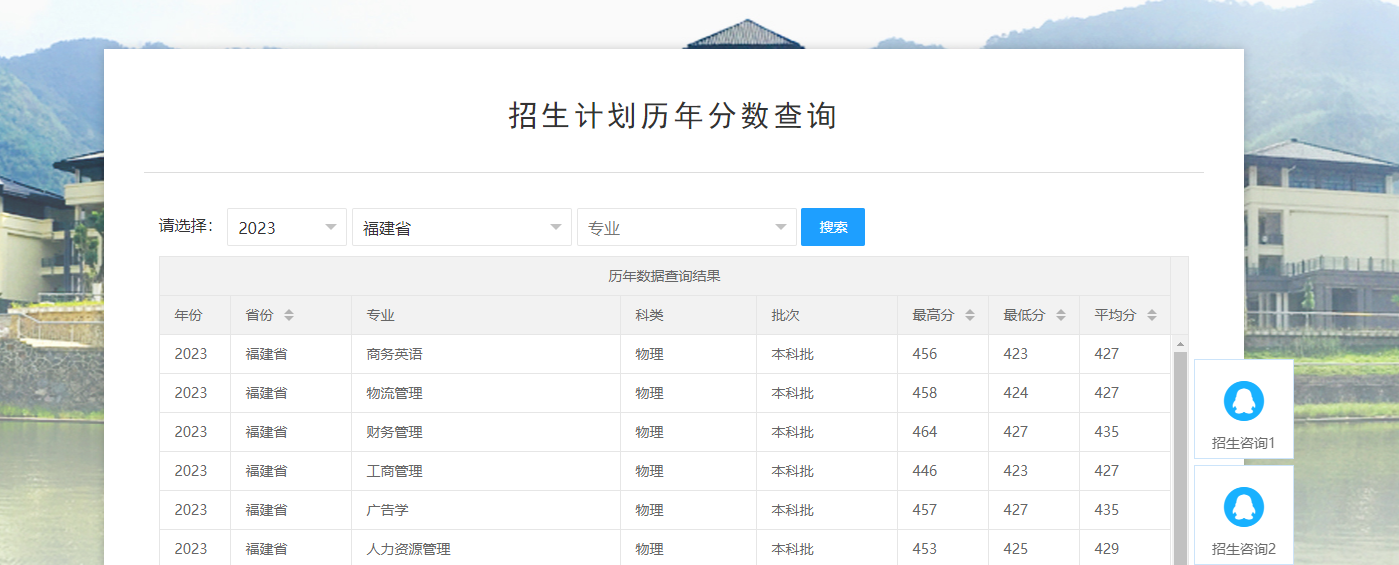 招生计划历年分数查询
请选择： 2023 福建省 专业 搜索
历年数据查询结果
年份 省份 专业 科类 批次 最高分 最低分 平均分
2023 福建省 商务英语 物理 本科批 456 423 427
2023 福建省 物流管理 物理 本科批 458 424 427
2023 福建省 财务管理 物理 本科批 464 427 435
2023 福建省 工商管理 物理 本科批 446 423 427
2023 福建省 广告学 物理 本科批 457 427 435
2023 福建省 人力资源管理 物理 本科批 453 425 429
招生咨询1
招生咨询2